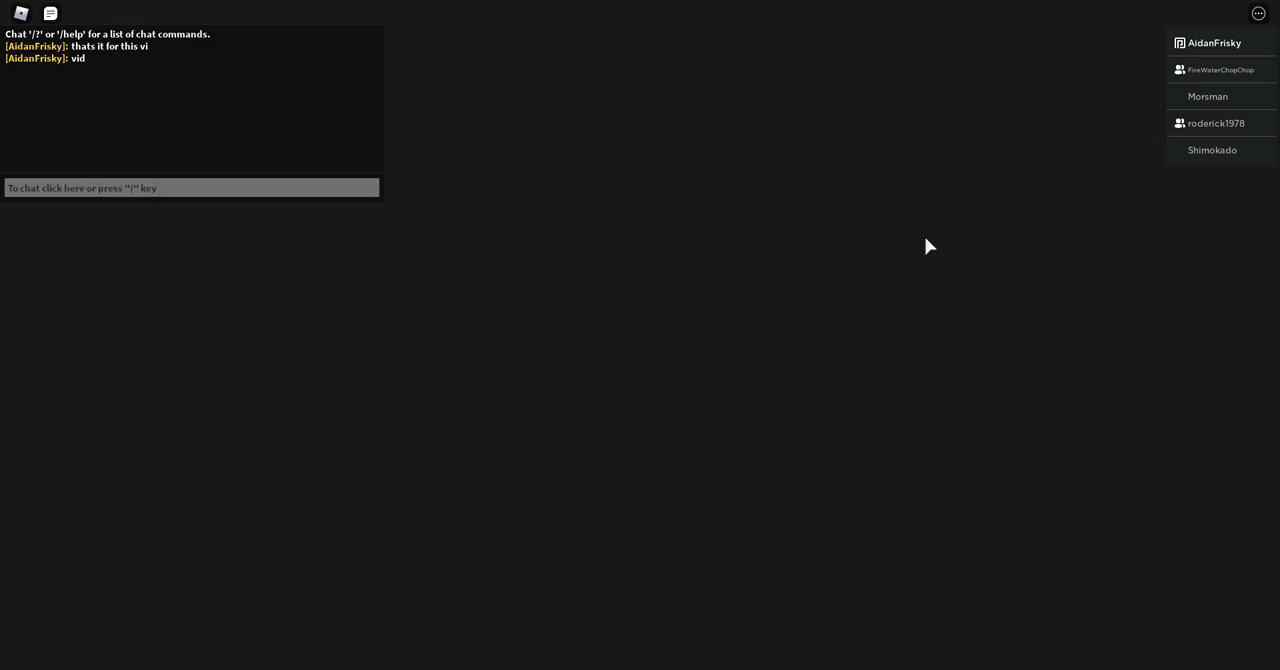 Chat '/?' or '/help' for a list of chat commands.
[AidanFrisky]: thats it for this vi
[AidanFrisky]: vid
To chat click here or press "/" key
AidanFrisky
FireWaterChopChop
Morsman
roderick1978
Shimokado